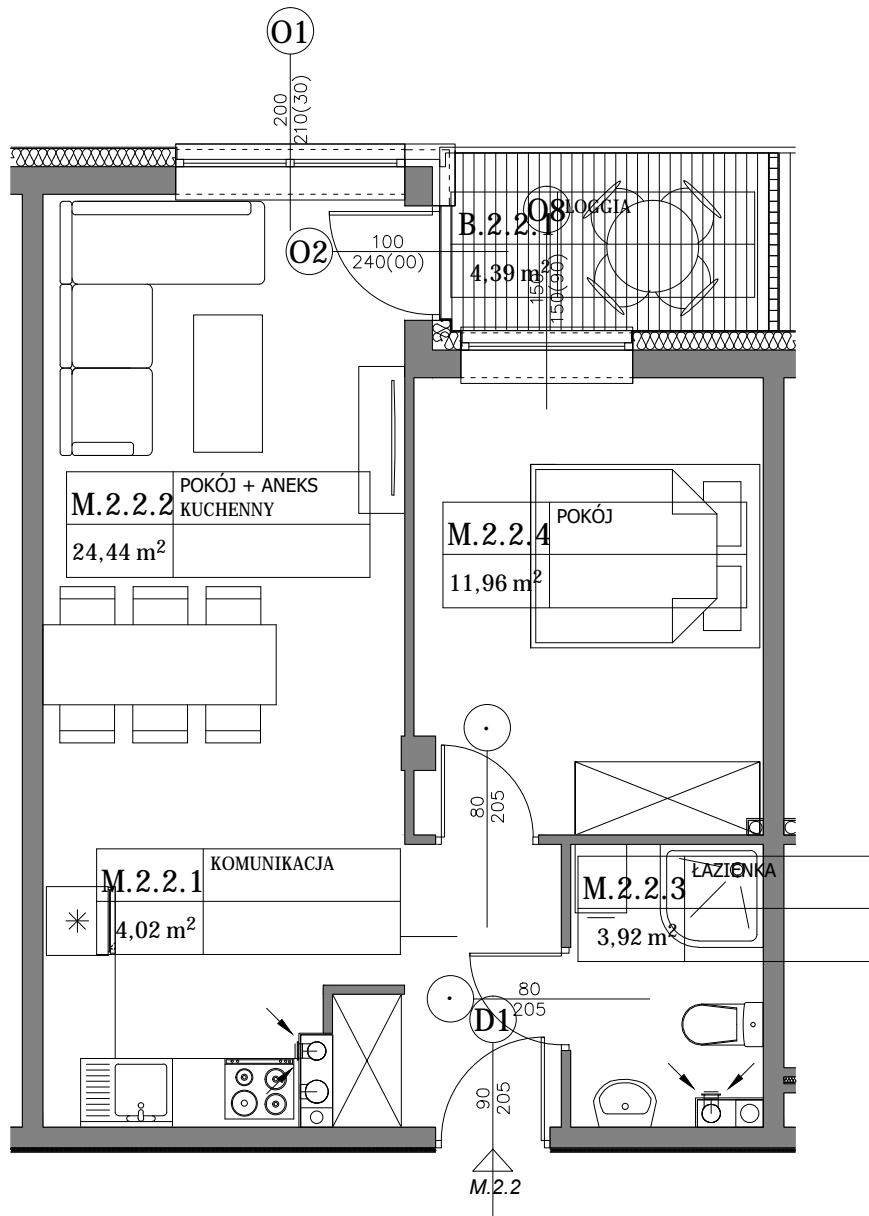 O1
200
210(30)
O2
100
240(00)
B.2.2.1
O8
LOGGIA
4,39 m²
150
150(90)
M.2.2.2
POKÓJ + ANEKS
KUCHENNY
24,44 m²
M.2.2.4
POKÓJ
11,96 m²
80
205
M.2.2.1
KOMUNIKACJA
4,02 m²
M.2.2.3
ŁAZIENKA
3,92 m²
80
205
D1
90
205
M.2.2